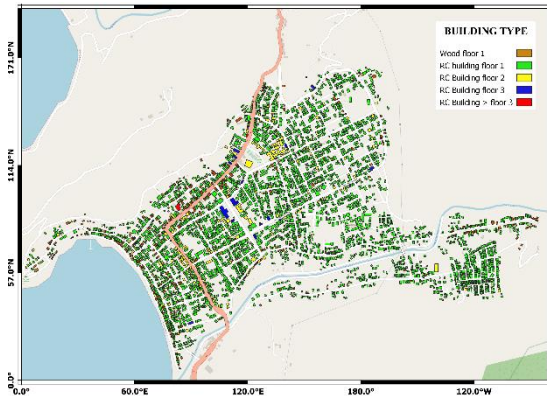 BUILDING TYPE
Wood floor 1
RC building floor 1
RC Building floor 2
RC Building floor 3
RC Building > floor 3
171.0°N
114.0°N
57.0°N
0.0°
0.0°
60.0°E
120.0°E
180.0°E
120.0°W